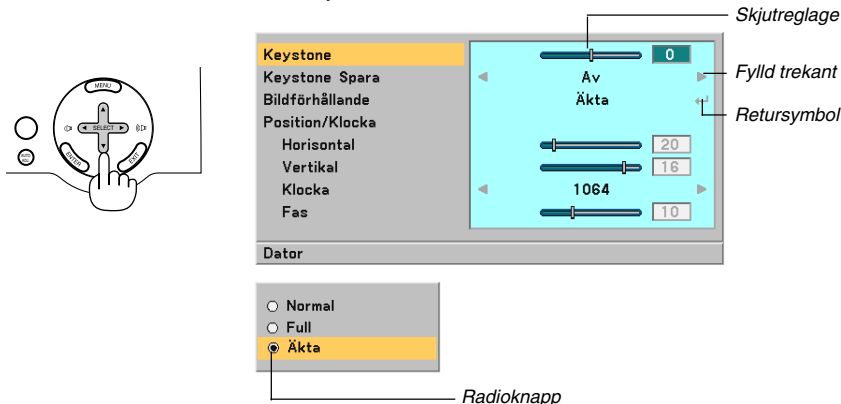 Skjutreglage
Keystone 0
Keystone Spara Av
Fylld trekant
Bildförhållande Äkta
Retursymbol
Position/Klocka
Horisontal 20
Vertikal 16
Klocka 1064
Fas 10
Dator
MENU
SELECT
ENTER
EXIT
Normal
Full
Äkta
Radioknapp